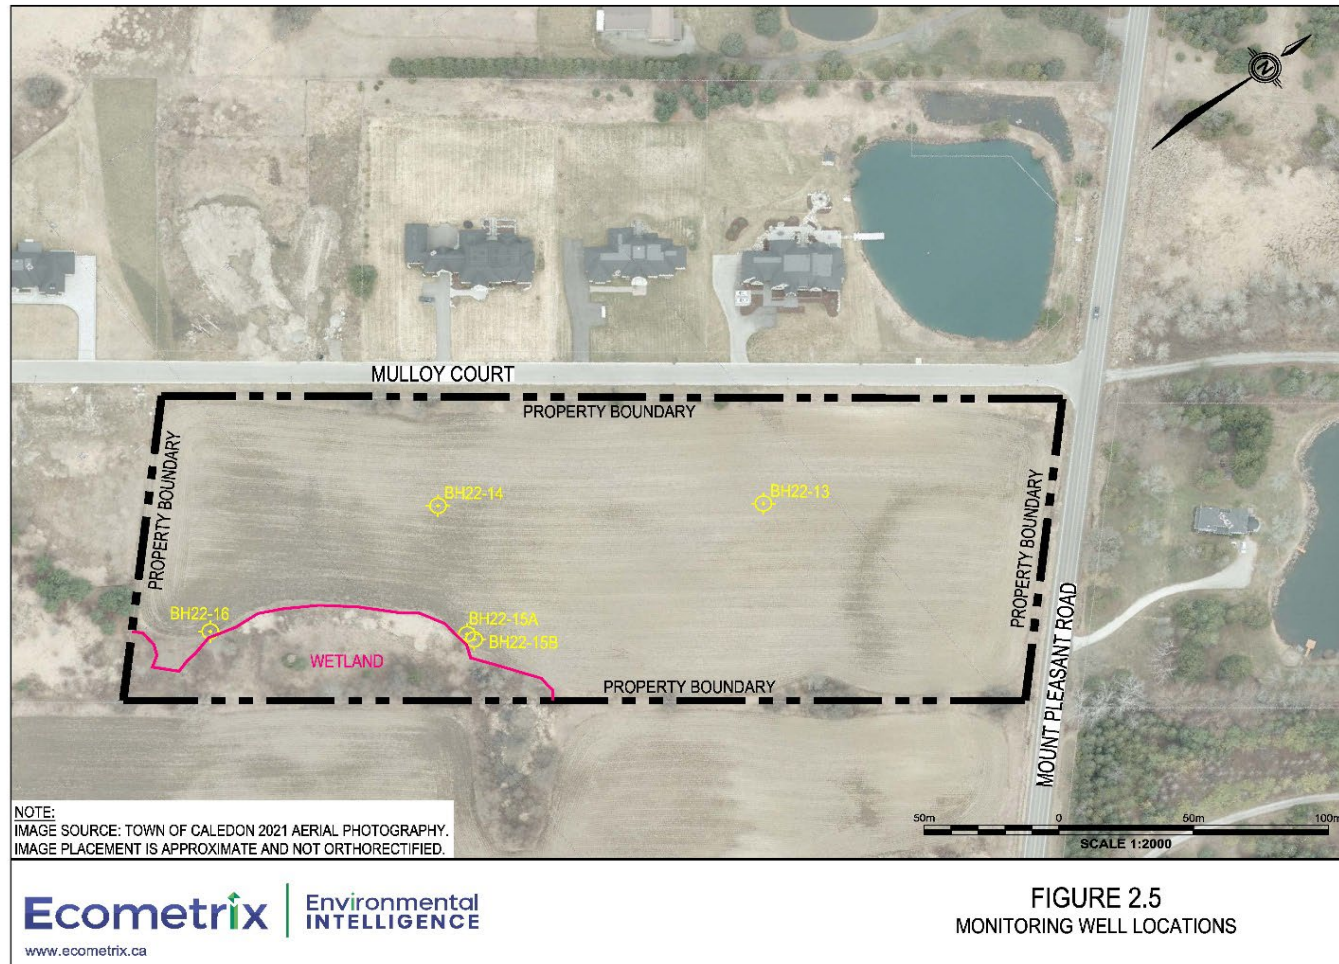 N
MULLOY COURT
PROPERTY BOUNDARY
PROPERTY BOUNDARY
BH22-14
BH22-13
PROPERTY BOUNDARY
BH22-16
BH22-15A
BH22-15B
WETLAND
PROPERTY BOUNDARY
MOUNT PLEASANT ROAD
NOTE:
IMAGE SOURCE: TOWN OF CALEDON 2021 AERIAL PHOTOGRAPHY.
IMAGE PLACEMENT IS APPROXIMATE AND NOT ORTHORECTIFIED.
50m 0 50m 100m
SCALE 1:2000
Ecometrix
Environmental
INTELLIGENCE
www.ecometrix.ca
FIGURE 2.5
MONITORING WELL LOCATIONS